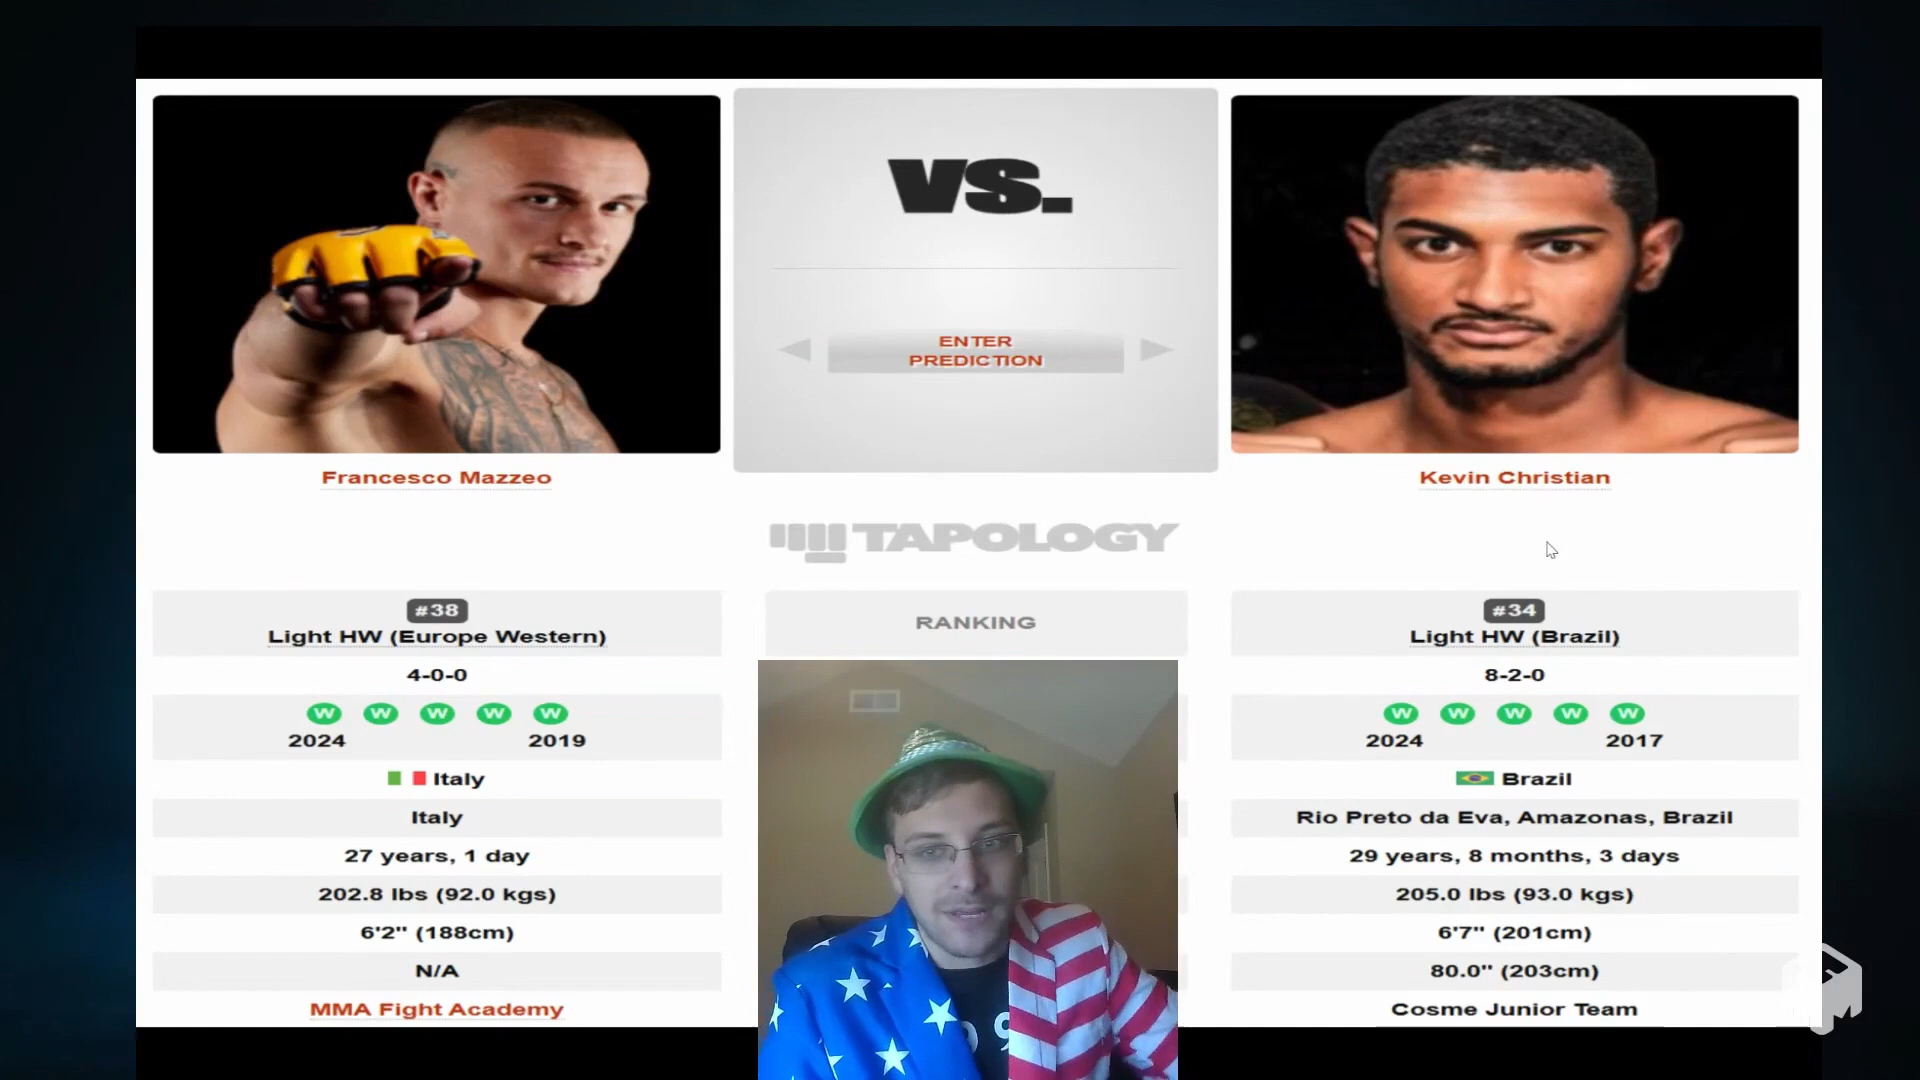 VS.
ENTER
PREDICTION
Francesco Mazzeo
Kevin Christian
TAPOLOGY
#38
Light HW (Europe Western)
RANKING
#34
Light HW (Brazil)
4-0-0
8-2-0
W W W W W
W W W W W
2024 2019
2024 2017
Italy
Brazil
Italy
Rio Preto da Eva, Amazonas, Brazil
27 years, 1 day
29 years, 8 months, 3 days
202.8 lbs (92.0 kgs)
205.0 lbs (93.0 kgs)
6'2" (188cm)
6'7" (201cm)
N/A
80.0" (203cm)
MMA Fight Academy
Cosme Junior Team